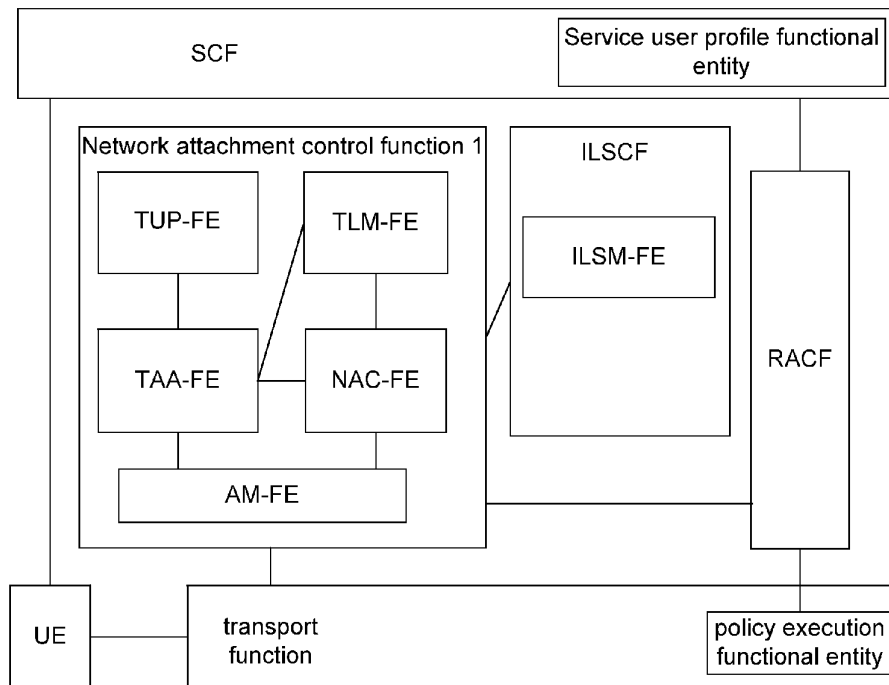 SCF
Service user profile functional
entity
Network attachment control function 1
ILSCF
TUP-FE
TLM-FE
ILSM-FE
TAA-FE
NAC-FE
RACF
AM-FE
UE
transport
function
policy execution
functional entity